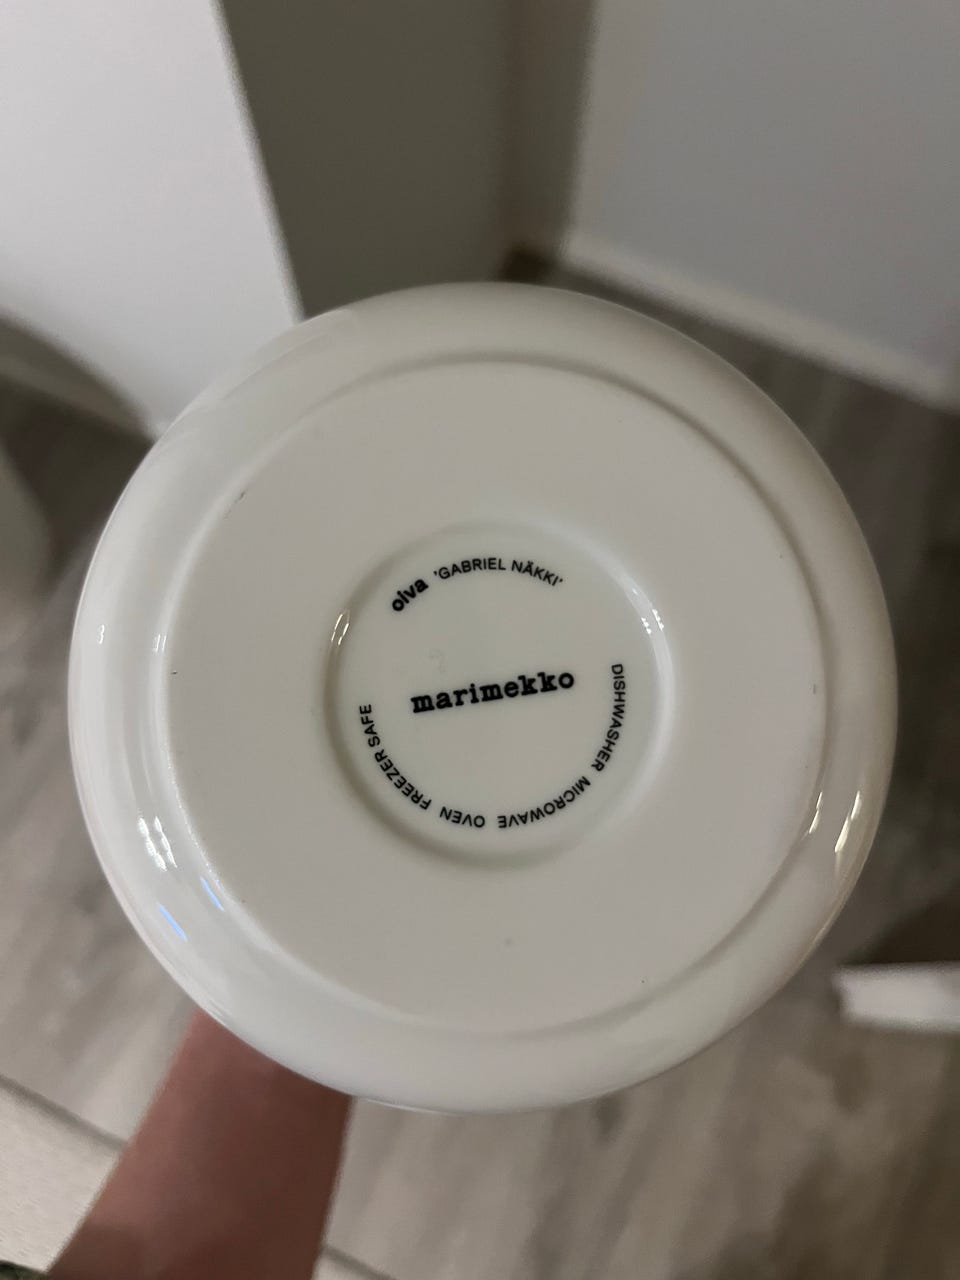 oiva 'GABRIEL NÄKKI'
marimekko
DISHWASHER MICROWAVE OVEN FREEZER SAFE